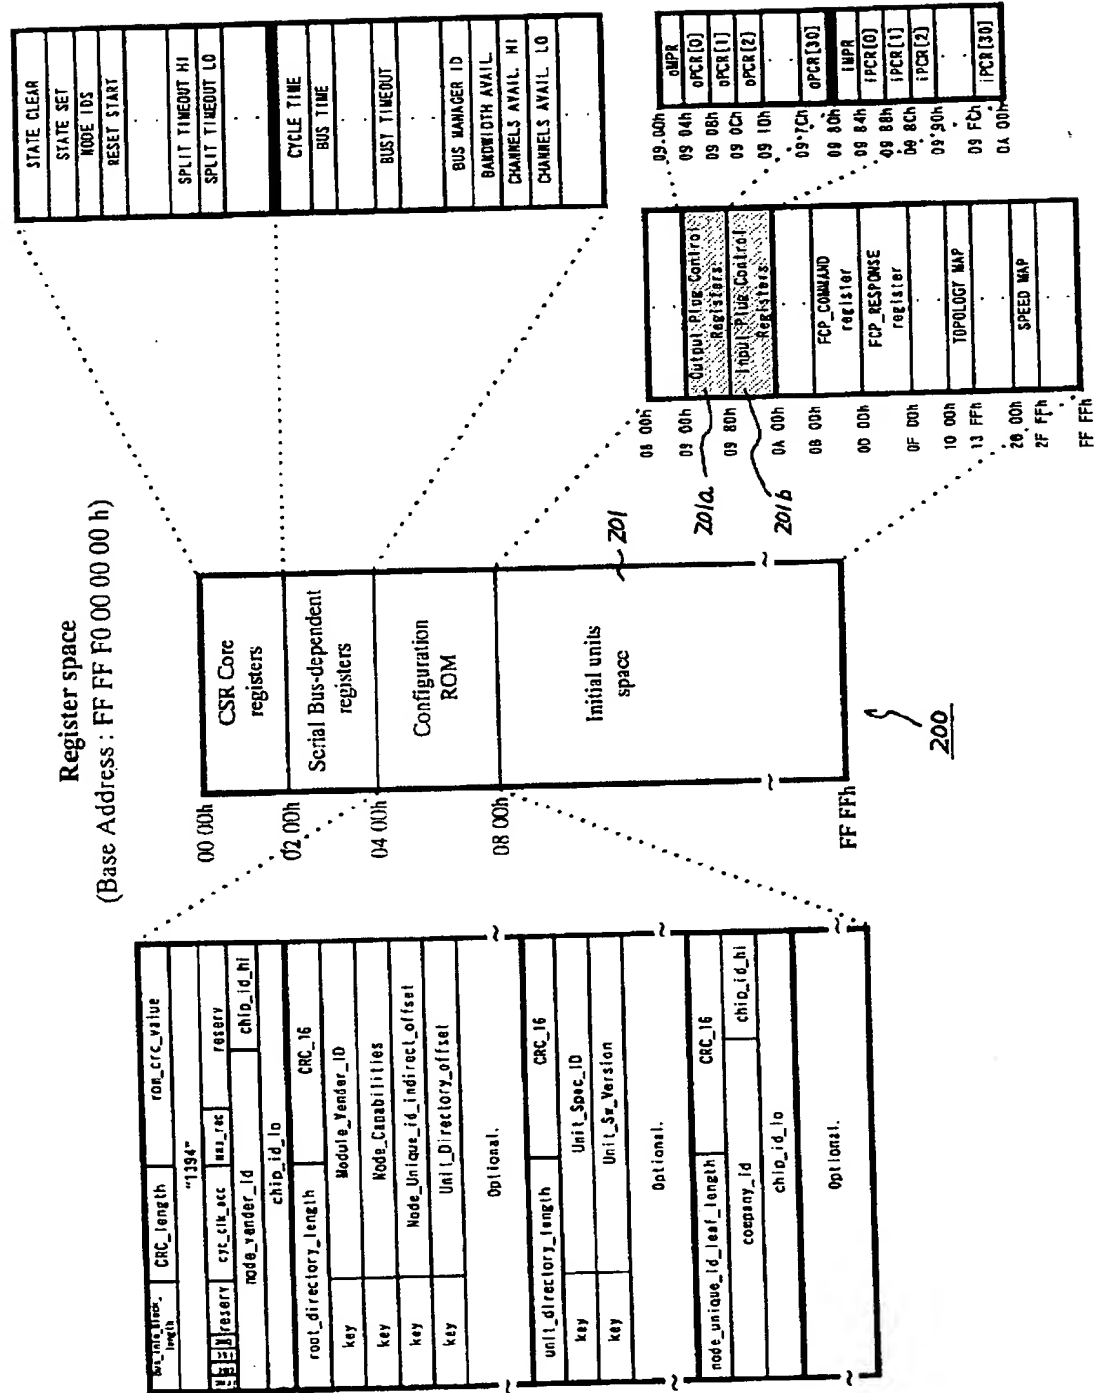 Register space
(Base Address : FF FF F0 00 00 00 h)
CRC_length
rom_crc_value
"1394"
reserv
cyc_clk_acc
max_rec
reserv
node_vender_id
chip_id_hi
chip_id_lo
root_directory_length
CRC_16
key
Module_Vender_ID
key
Node_Capabilities
key
Node_Unique_id_indirect_offset
key
Unit_Directory_offset
Optional.
unit_directory_length
CRC_16
key
Unit_Spec_ID
key
Unit_Sw_Version
Optional.
node_unique_id_leaf_length
CRC_16
company_id
chip_id_hi
chip_id_lo
Optional.
00 00h
CSR Core
registers
02 00h
Serial Bus-dependent
registers
04 00h
Configuration
ROM
08 00h
Initial units
space
FF FFh
201
200
STATE CLEAR
STATE SET
NODE IDS
RESET START
SPLIT TIMEOUT HI
SPLIT TIMEOUT LO
CYCLE TIME
BUS TIME
BUSY TIMEOUT
BUS MANAGER ID
BANDWIDTH AVAIL.
CHANNELS AVAIL. HI
CHANNELS AVAIL. LO
08 00h
09 00h
Output Plug Control
Registers
09 80h
Input Plug Control
Registers
0A 00h
0B 00h
FCP_COMMAND
register
0D 00h
FCP_RESPONSE
register
0F 00h
10 00h
TOPOLOGY MAP
13 FFh
20 00h
SPEED MAP
2F FFh
FF FFh
201a
201b
09 00h
oMPR
09 04h
oPCR[0]
09 08h
oPCR[1]
09 0Ch
oPCR[2]
09 10h
09 7Ch
oPCR[30]
09 80h
iMPR
09 84h
iPCR[0]
09 88h
iPCR[1]
09 8Ch
iPCR[2]
09 90h
09 FCh
iPCR[30]
0A 00h